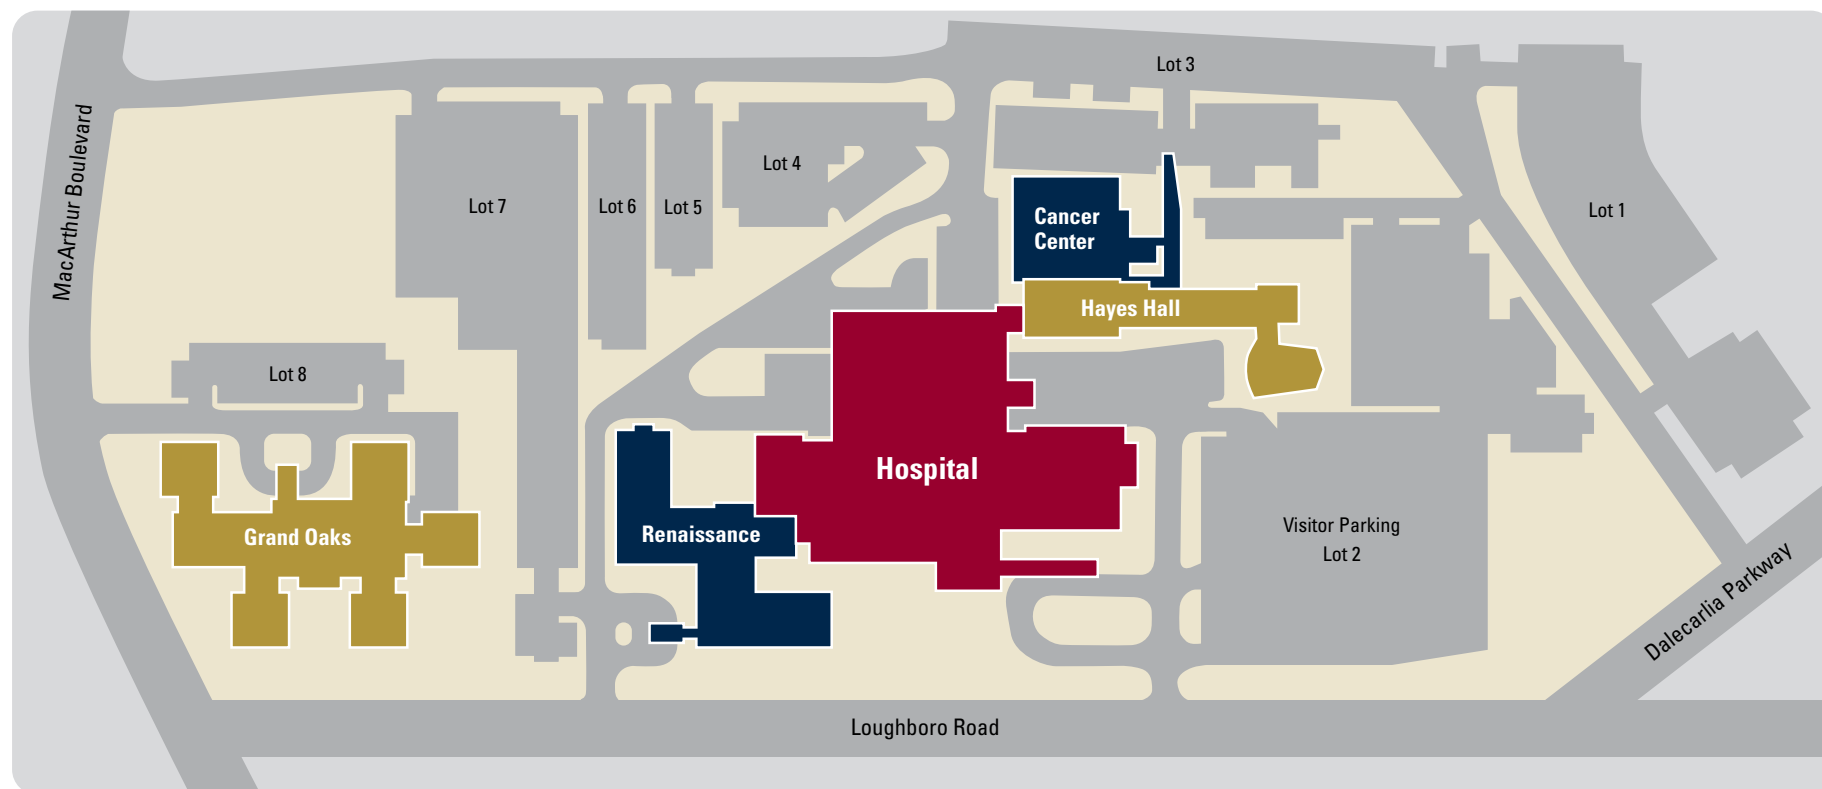 Lot 3
MacArthur Boulevard
Lot 4
Lot 7
Lot 6
Lot 5
Cancer
Center
Lot 1
Hayes Hall
Lot 8
Hospital
Grand Oaks
Renaissance
Visitor Parking
Lot 2
Dalecarlia Parkway
Loughboro Road